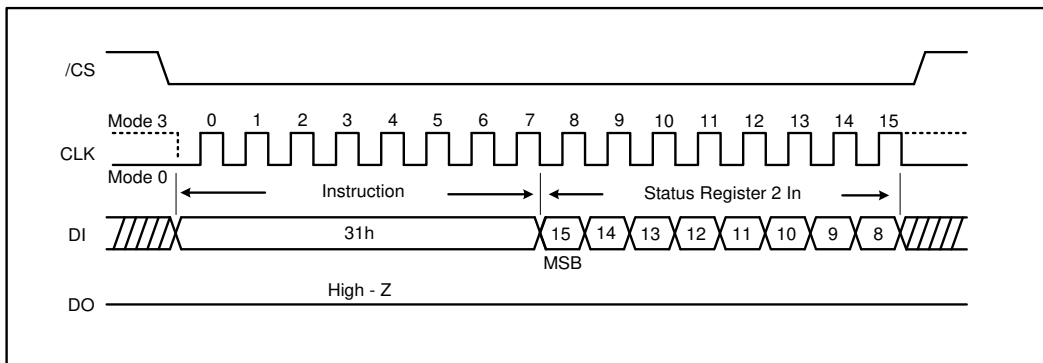 /CS
Mode 3 0 1 2 3 4 5 6 7 8 9 10 11 12 13 14 15
CLK
Mode 0
Instruction Status Register 2 In
DI 31h 15 14 13 12 11 10 9 8
MSB
High - Z
DO